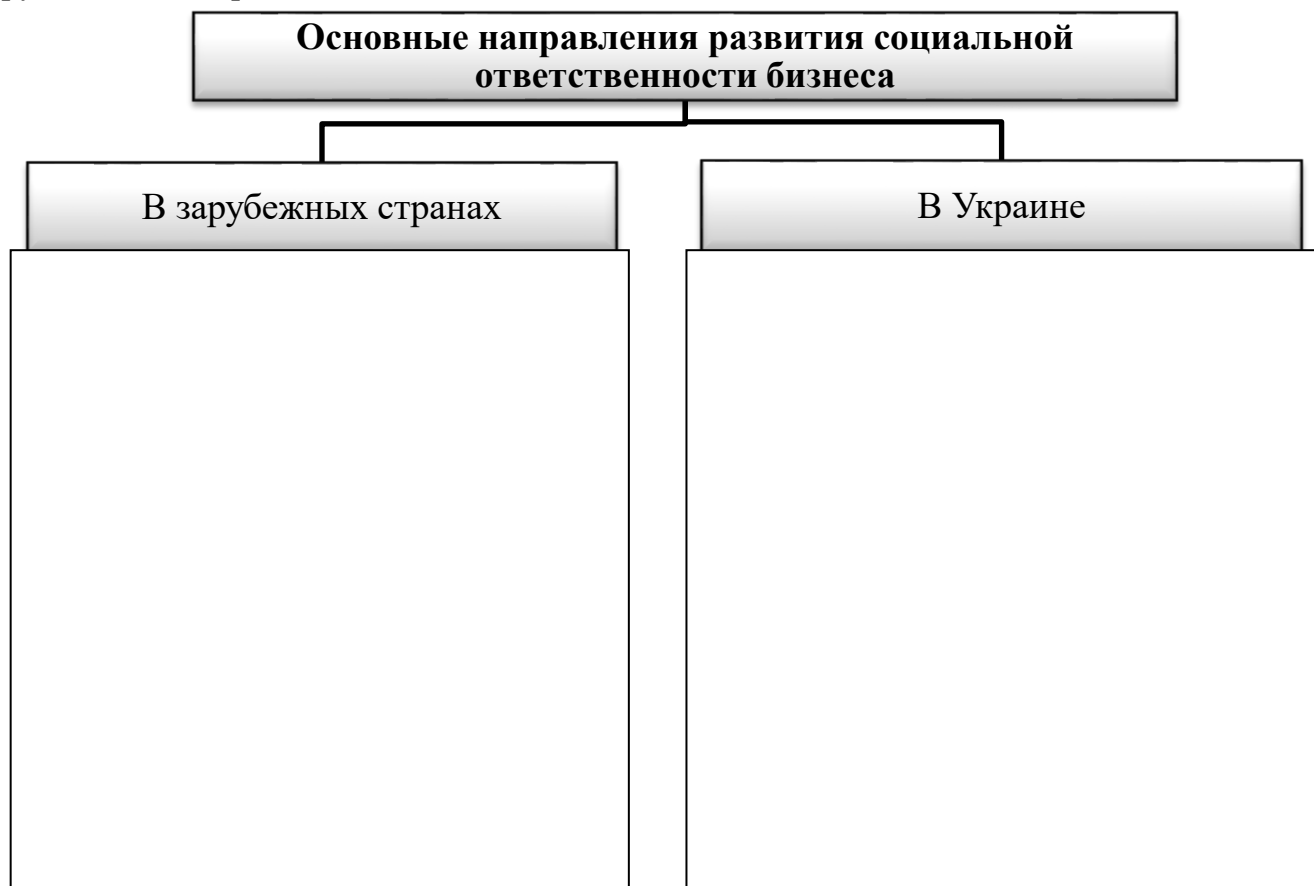 Основные направления развития социальной
ответственности бизнеса
В зарубежных странах
В Украине